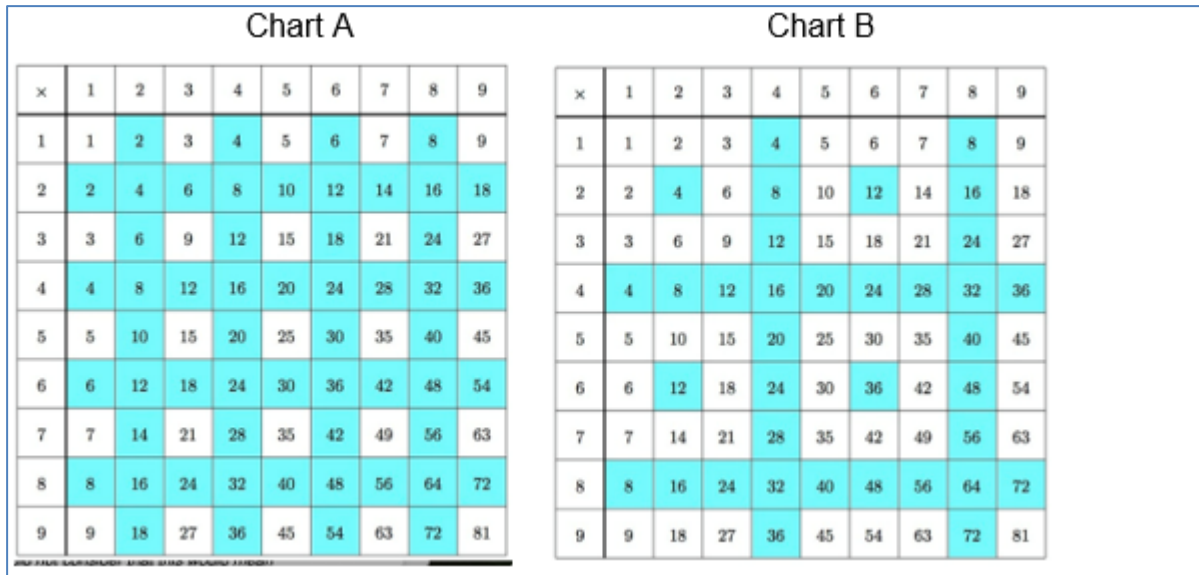 Chart A
Chart B
× 1 2 3 4 5 6 7 8 9
1 1 2 3 4 5 6 7 8 9
2 2 4 6 8 10 12 14 16 18
3 3 6 9 12 15 18 21 24 27
4 4 8 12 16 20 24 28 32 36
5 5 10 15 20 25 30 35 40 45
6 6 12 18 24 30 36 42 48 54
7 7 14 21 28 35 42 49 56 63
8 8 16 24 32 40 48 56 64 72
9 9 18 27 36 45 54 63 72 81
× 1 2 3 4 5 6 7 8 9
1 1 2 3 4 5 6 7 8 9
2 2 4 6 8 10 12 14 16 18
3 3 6 9 12 15 18 21 24 27
4 4 8 12 16 20 24 28 32 36
5 5 10 15 20 25 30 35 40 45
6 6 12 18 24 30 36 42 48 54
7 7 14 21 28 35 42 49 56 63
8 8 16 24 32 40 48 56 64 72
9 9 18 27 36 45 54 63 72 81
not consider that this would mean